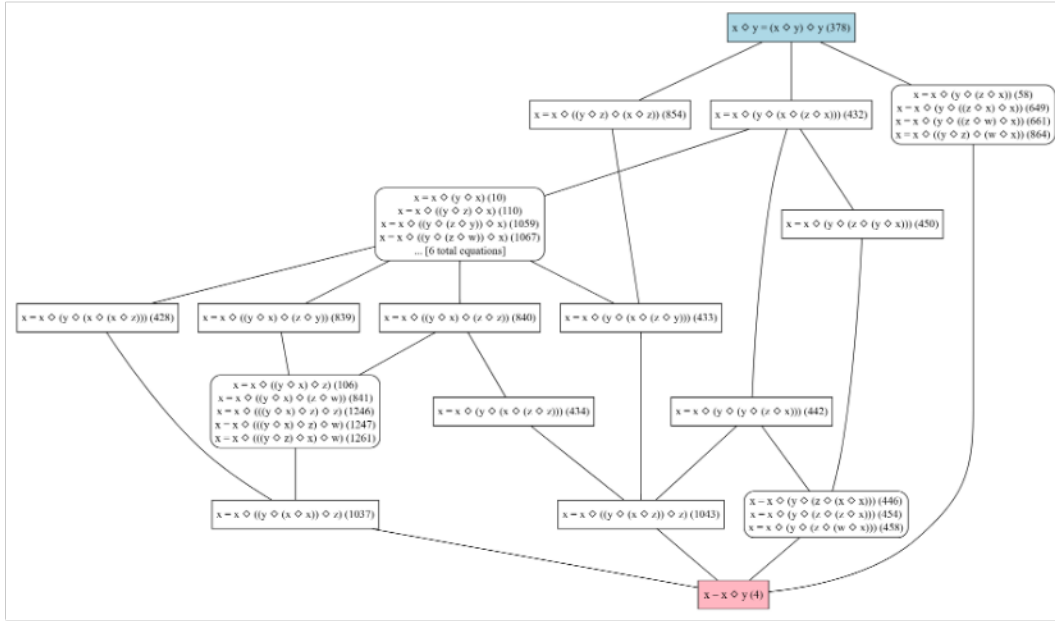 x ◇ y = (x ◇ y) ◇ y (378)
x = x ◇ ((y ◇ z) ◇ (x ◇ z)) (854)
x = x ◇ (y ◇ (x ◇ (z ◇ x))) (432)
x = x ◇ (y ◇ (z ◇ x)) (58)
x = x ◇ (y ◇ ((z ◇ x) ◇ x)) (649)
x = x ◇ (y ◇ ((z ◇ w) ◇ x)) (661)
x = x ◇ ((y ◇ z) ◇ (w ◇ x)) (864)
x = x ◇ (y ◇ x) (10)
x = x ◇ ((y ◇ z) ◇ x) (110)
x = x ◇ ((y ◇ (z ◇ y)) ◇ x) (1059)
x = x ◇ ((y ◇ (z ◇ w)) ◇ x) (1067)
... [6 total equations]
x = x ◇ (y ◇ (z ◇ (y ◇ x))) (450)
x = x ◇ (y ◇ (x ◇ (x ◇ z))) (428)
x = x ◇ ((y ◇ x) ◇ (z ◇ y)) (839)
x = x ◇ ((y ◇ x) ◇ (z ◇ z)) (840)
x = x ◇ (y ◇ (x ◇ (z ◇ y))) (433)
x = x ◇ ((y ◇ x) ◇ z) (106)
x = x ◇ ((y ◇ x) ◇ (z ◇ w)) (841)
x = x ◇ (((y ◇ x) ◇ z) ◇ z) (1246)
x = x ◇ (((y ◇ x) ◇ z) ◇ w) (1247)
x = x ◇ (((y ◇ z) ◇ x) ◇ w) (1261)
x = x ◇ (y ◇ (x ◇ (z ◇ z))) (434)
x = x ◇ (y ◇ (y ◇ (z ◇ x))) (442)
x = x ◇ ((y ◇ (x ◇ x)) ◇ z) (1037)
x = x ◇ ((y ◇ (x ◇ z)) ◇ z) (1043)
x = x ◇ (y ◇ (z ◇ (x ◇ x))) (446)
x = x ◇ (y ◇ (z ◇ (z ◇ x))) (454)
x = x ◇ (y ◇ (z ◇ (w ◇ x))) (458)
x = x ◇ y (4)